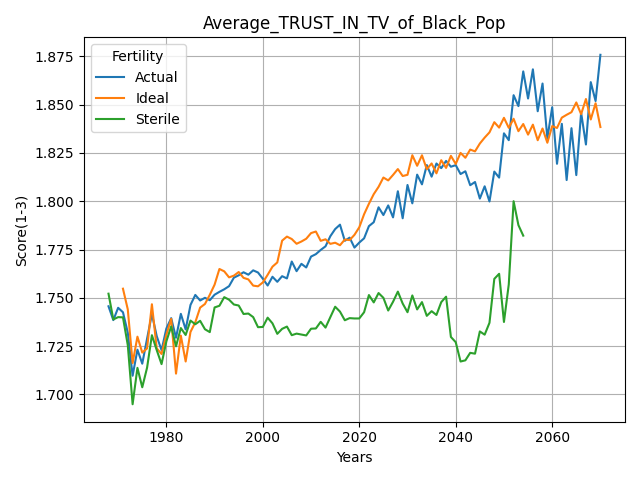 Average_TRUST_IN_TV_of_Black_Pop
Fertility
Actual
Ideal
Sterile
Score(1-3)
1.875
1.850
1.825
1.800
1.775
1.750
1.725
1.700
1980
2000
2020
2040
2060
Years